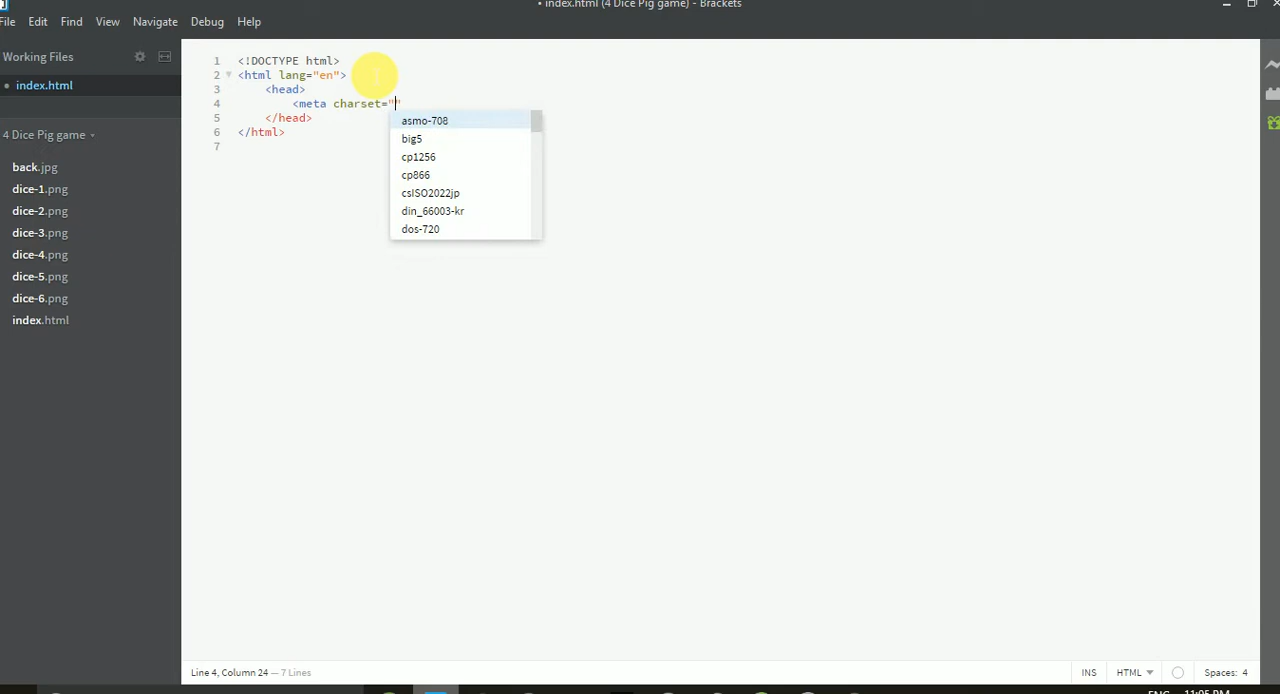 • index.html (4 Dice Pig game) - Brackets
File Edit Find View Navigate Debug Help
Working Files
• index.html
4 Dice Pig game
back.jpg
dice-1.png
dice-2.png
dice-3.png
dice-4.png
dice-5.png
dice-6.png
index.html
1 <!DOCTYPE html>
2 <html lang="en">
3 <head>
4 <meta charset=""
5 </head>
6 </html>
7
asmo-708
big5
cp1256
cp866
csISO2022jp
din_66003-kr
dos-720
Line 4, Column 24 — 7 Lines
INS HTML Spaces: 4
ENG 11:05 PM